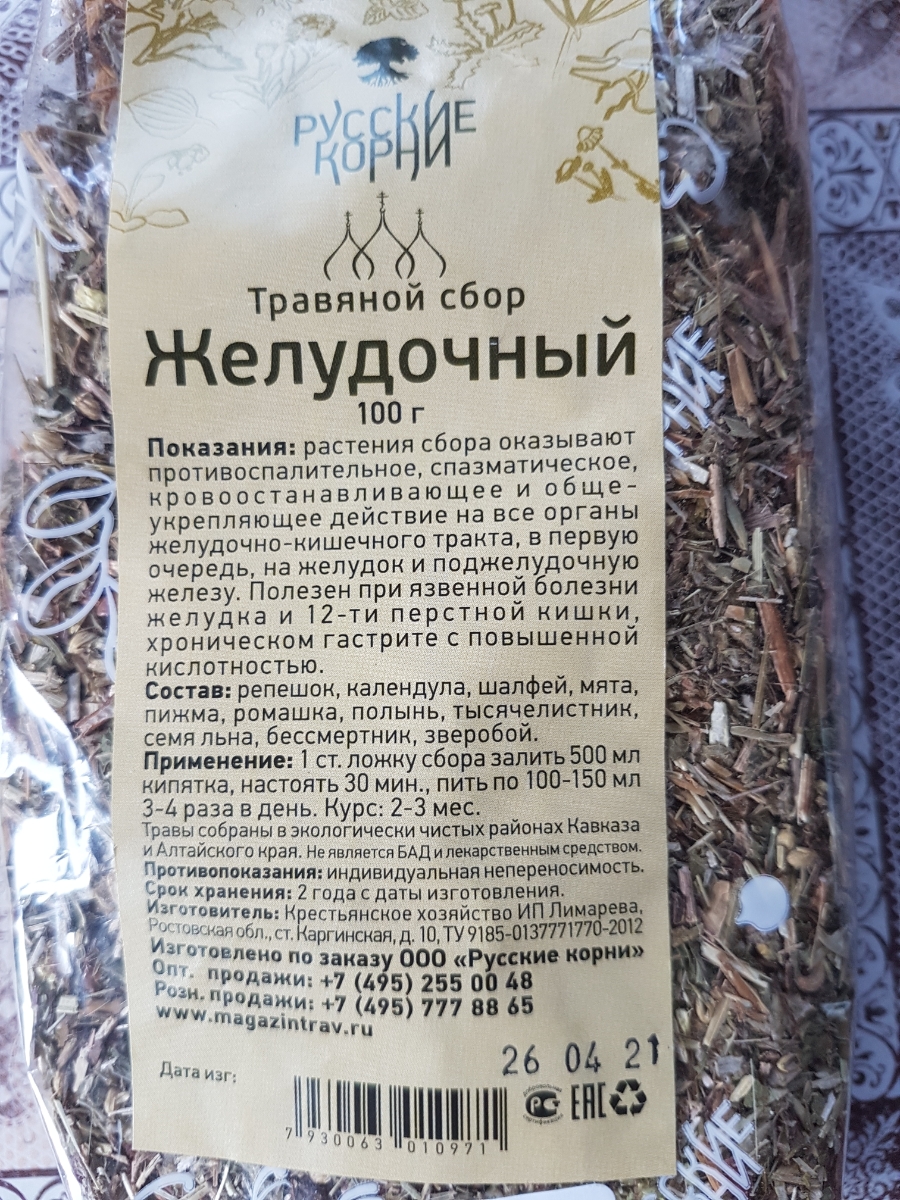 РУССКИЕ
КОРНИ
Травяной сбор
Желудочный
100 г
Показания: растения сбора оказывают
противоспалительное, спазматическое,
кровоостанавливающее и обще-
укрепляющее действие на все органы
желудочно-кишечного тракта, в первую
очередь, на желудок и поджелудочную
железу. Полезен при язвенной болезни
желудка и 12-ти перстной кишки,
хроническом гастрите с повышенной
кислотностью.
Состав: репешок, календула, шалфей, мята,
пижма, ромашка, полынь, тысячелистник,
семя льна, бессмертник, зверобой.
Применение: 1 ст. ложку сбора залить 500 мл
кипятка, настоять 30 мин., пить по 100-150 мл
3-4 раза в день. Курс: 2-3 мес.
Травы собраны в экологически чистых районах Кавказа
и Алтайского края. Не является БАД и лекарственным средством.
Противопоказания: индивидуальная непереносимость.
Срок хранения: 2 года с даты изготовления.
Изготовитель: Крестьянское хозяйство ИП Лимарева,
Ростовская обл., ст. Каргинская, д. 10, ТУ 9185-0137771770-2012
Изготовлено по заказу ООО «Русские корни»
Опт. продажи: +7 (495) 255 00 48
Розн. продажи: +7 (495) 777 88 65
www.magazintrav.ru
26 04 21
Дата изг:
добровольная
РС
сертификация
ЕАС
7 930063 010971